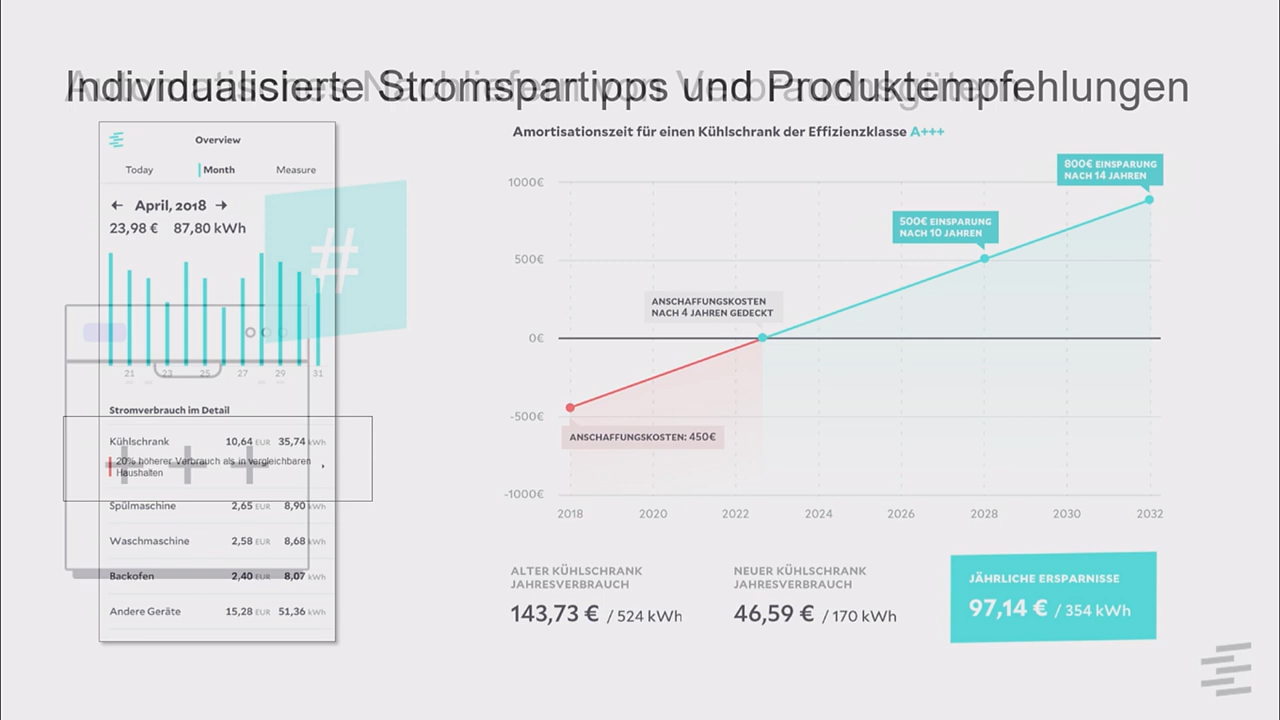 Individualisierte Stromspartipps und Produktempfehlungen
Overview
Today Month Measure
← April, 2018 →
23,98 € 87,80 kWh
#
21 23 25 27 29 31
Stromverbrauch im Detail
Kühlschrank 10,64 EUR 35,74 kWh
20% höherer Verbrauch als in vergleichbaren
Haushalten
Spülmaschine 2,65 EUR 8,90 kWh
Waschmaschine 2,58 EUR 8,68 kWh
Backofen 2,40 EUR 8,07 kWh
Andere Geräte 15,28 EUR 51,36 kWh
Amortisationszeit für einen Kühlschrank der Effizienzklasse A+++
1000€
500€
0€
-500€
-1000€
800€ EINSPARUNG
NACH 14 JAHREN
500€ EINSPARUNG
NACH 10 JAHREN
ANSCHAFFUNGSKOSTEN
NACH 4 JAHREN GEDECKT
ANSCHAFFUNGSKOSTEN: 450€
2018 2020 2022 2024 2026 2028 2030 2032
ALTER KÜHLSCHRANK
JAHRESVERBRAUCH
143,73 € / 524 kWh
NEUER KÜHLSCHRANK
JAHRESVERBRAUCH
46,59 € / 170 kWh
JÄHRLICHE ERSPARNISSE
97,14 € / 354 kWh